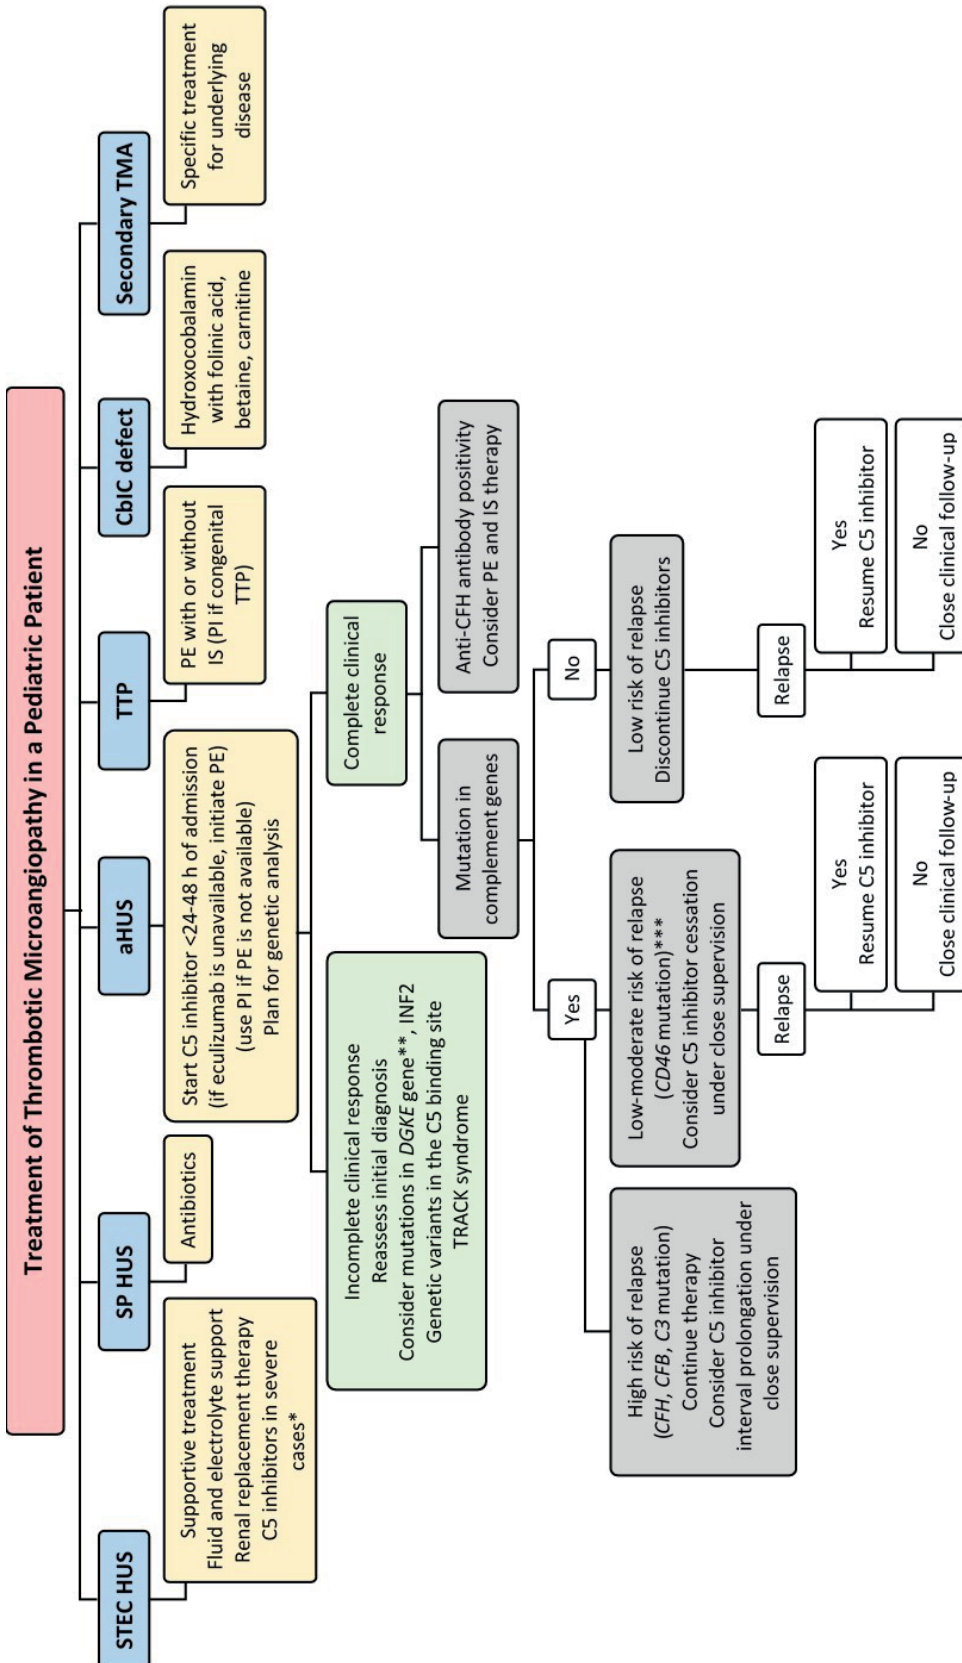 Treatment of Thrombotic Microangiopathy in a Pediatric Patient
STEC HUS
Supportive treatment
Fluid and electrolyte support
Renal replacement therapy
C5 inhibitors in severe
cases*
SP HUS
Antibiotics
aHUS
Start C5 inhibitor <24-48 h of admission
(if eculizumab is unavailable, initiate PE)
(use PI if PE is not available)
Plan for genetic analysis
TTP
PE with or without
IS (PI if congenital
TTP)
CblC defect
Hydroxocobalamin
with folinic acid,
betaine, carnitine
Secondary TMA
Specific treatment
for underlying
disease
Incomplete clinical response
Reassess initial diagnosis
Consider mutations in DGKE gene**, INF2
Genetic variants in the C5 binding site
TRACK syndrome
Complete clinical
response
Mutation in
complement genes
Anti-CFH antibody positivity
Consider PE and IS therapy
Yes
No
High risk of relapse
(CFH, CFB, C3 mutation)
Continue therapy
Consider C5 inhibitor
interval prolongation under
close supervision
Low-moderate risk of relapse
(CD46 mutation)***
Consider C5 inhibitor cessation
under close supervision
Low risk of relapse
Discontinue C5 inhibitors
Relapse
Yes
Resume C5 inhibitor
No
Close clinical follow-up
Relapse
Yes
Resume C5 inhibitor
No
Close clinical follow-up